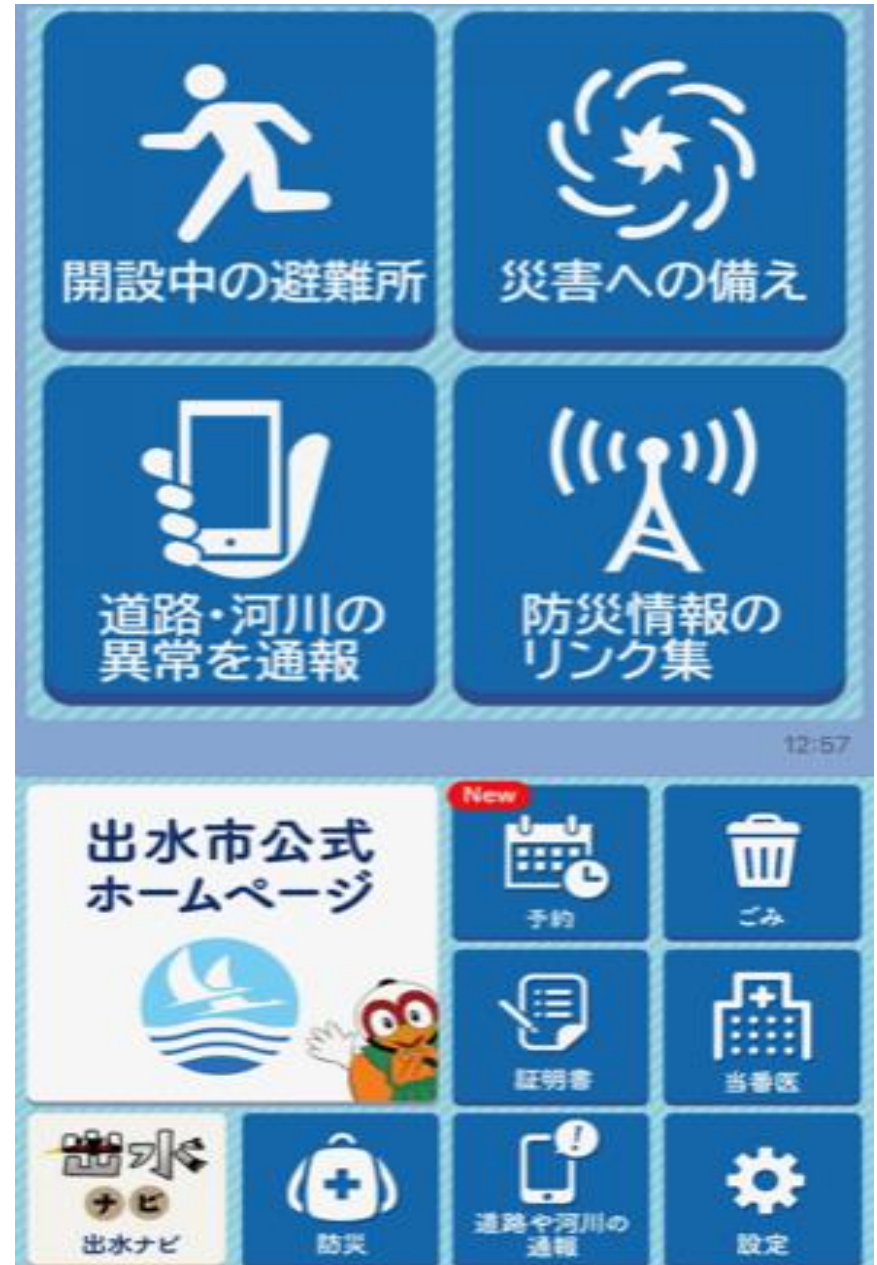 開設中の避難所
災害への備え
道路・河川の
異常を通報
防災情報の
リンク集
12:57
出水市公式
ホームページ
New
予約
ごみ
証明書
当番医
出水
ナビ
出水ナビ
防災
道路や河川の
通報
設定